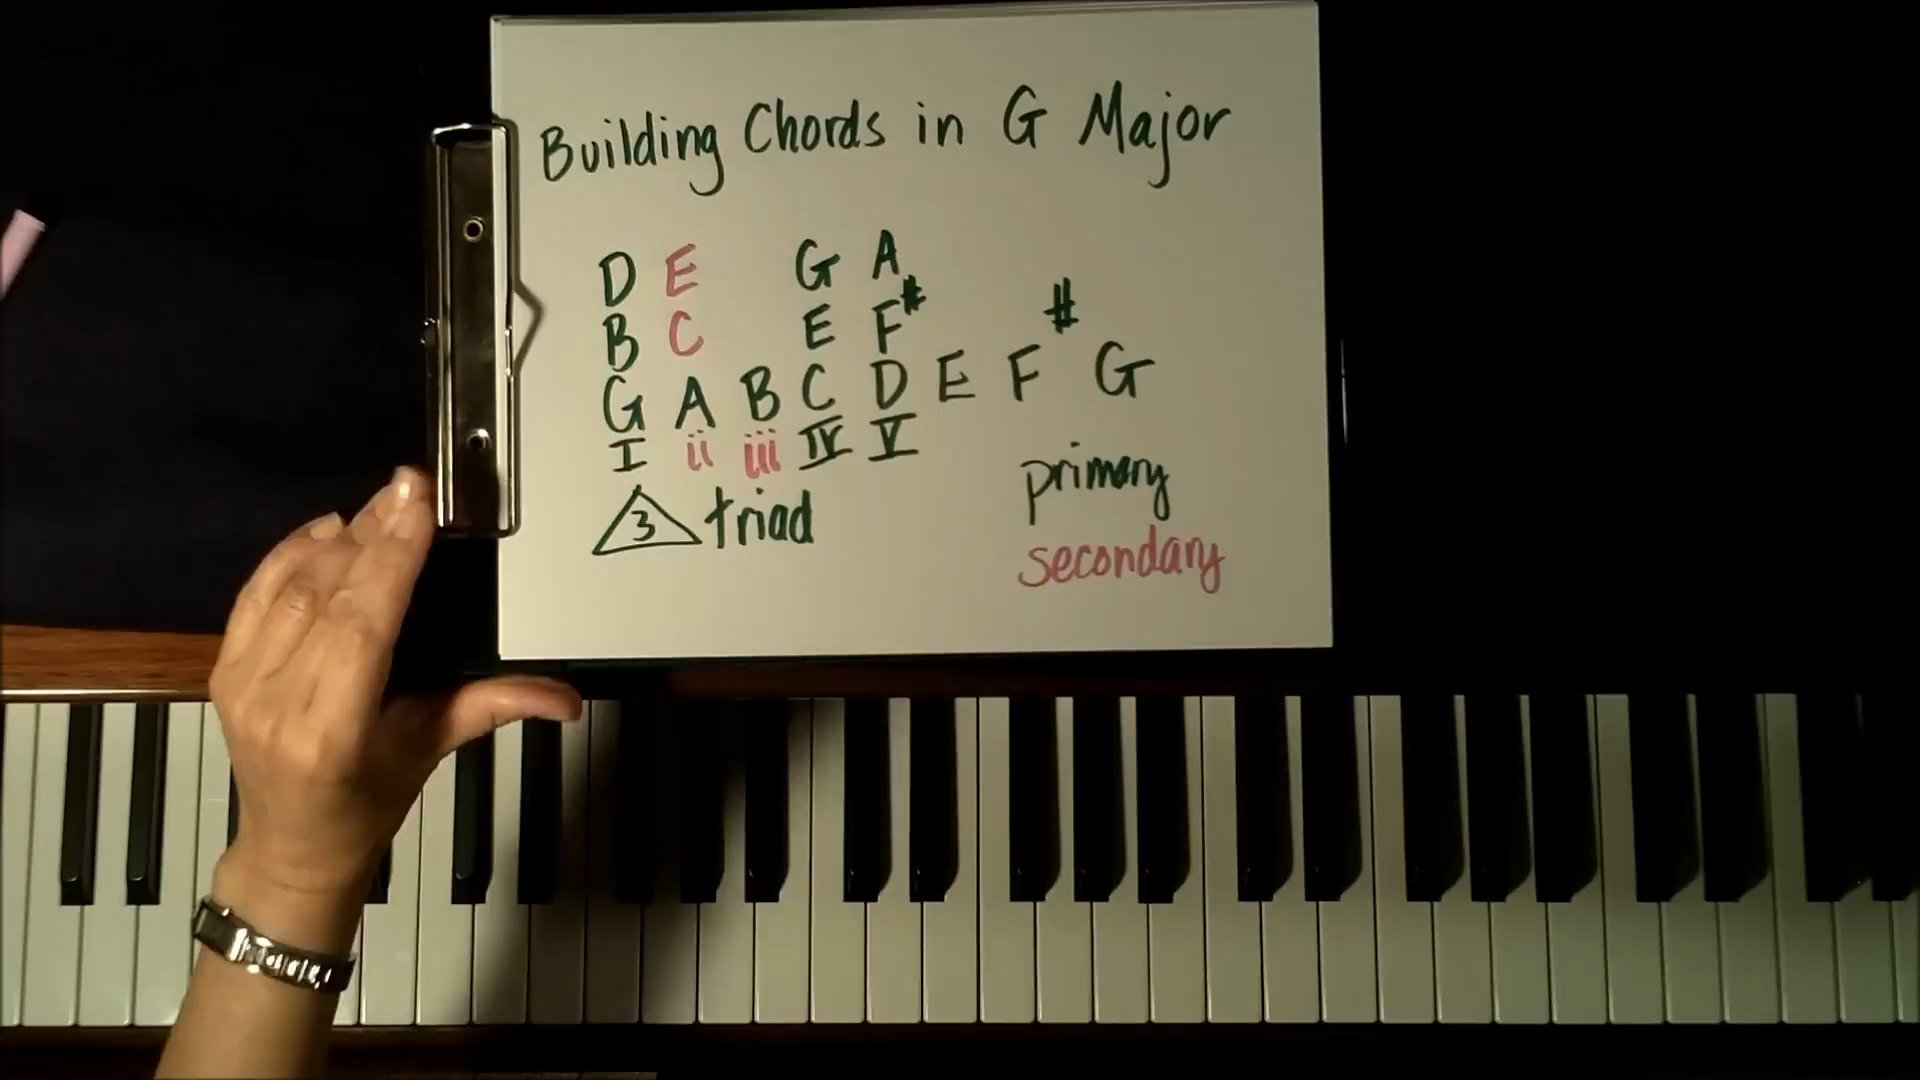 Building Chords in G Major
D E G A
B C E F#
G A B C D E F# G
I ii iii IV V
primary
3 triad
secondary